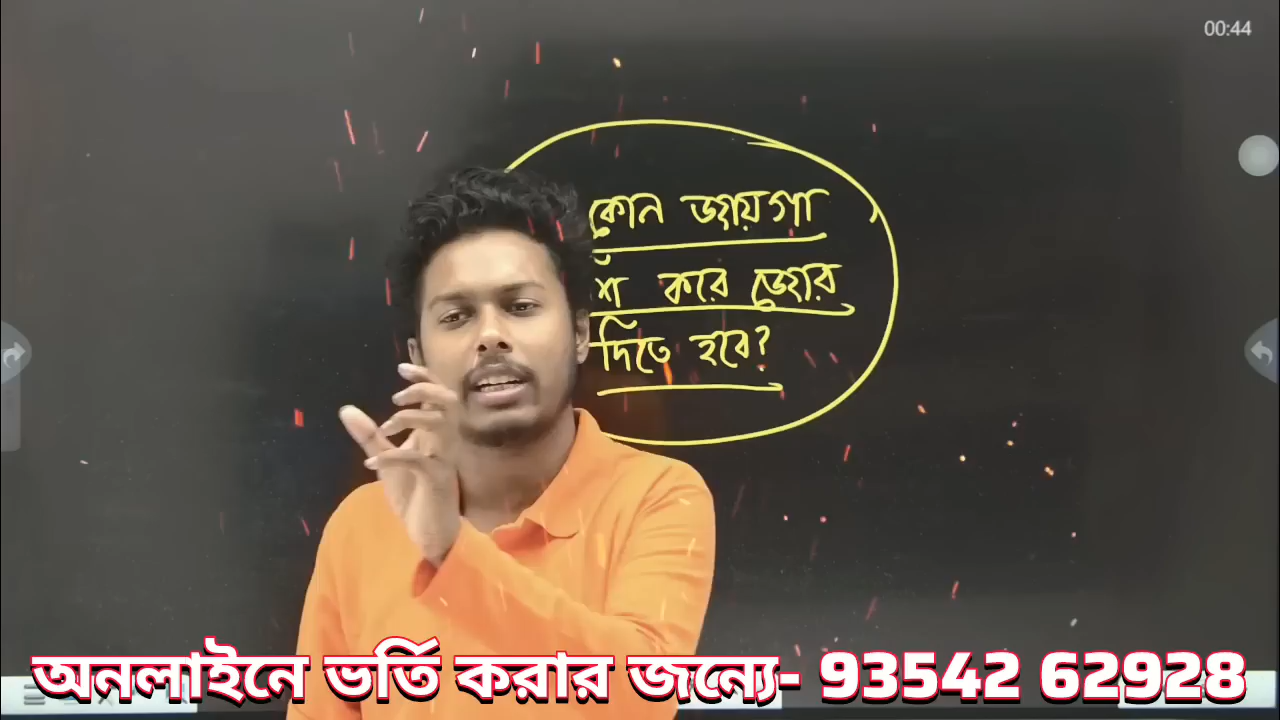 00:44
কোন জায়গা
করে জোর
দিতে হবে?
অনলাইনে ভর্তি করার জন্যে- 93542 62928